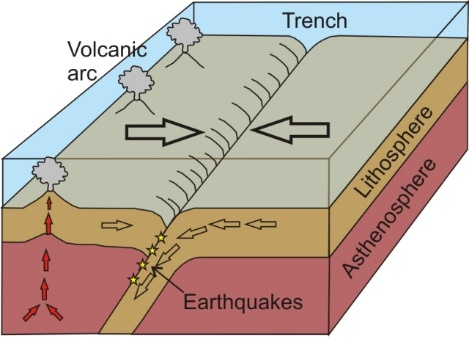 Trench
Volcanic
arc
Lithosphere
Asthenosphere
Earthquakes